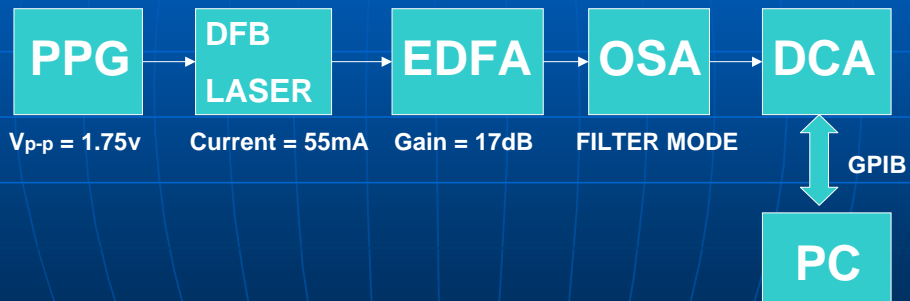 PPG
DFB
LASER
EDFA
OSA
DCA
Vp-p = 1.75v
Current = 55mA
Gain = 17dB
FILTER MODE
GPIB
PC